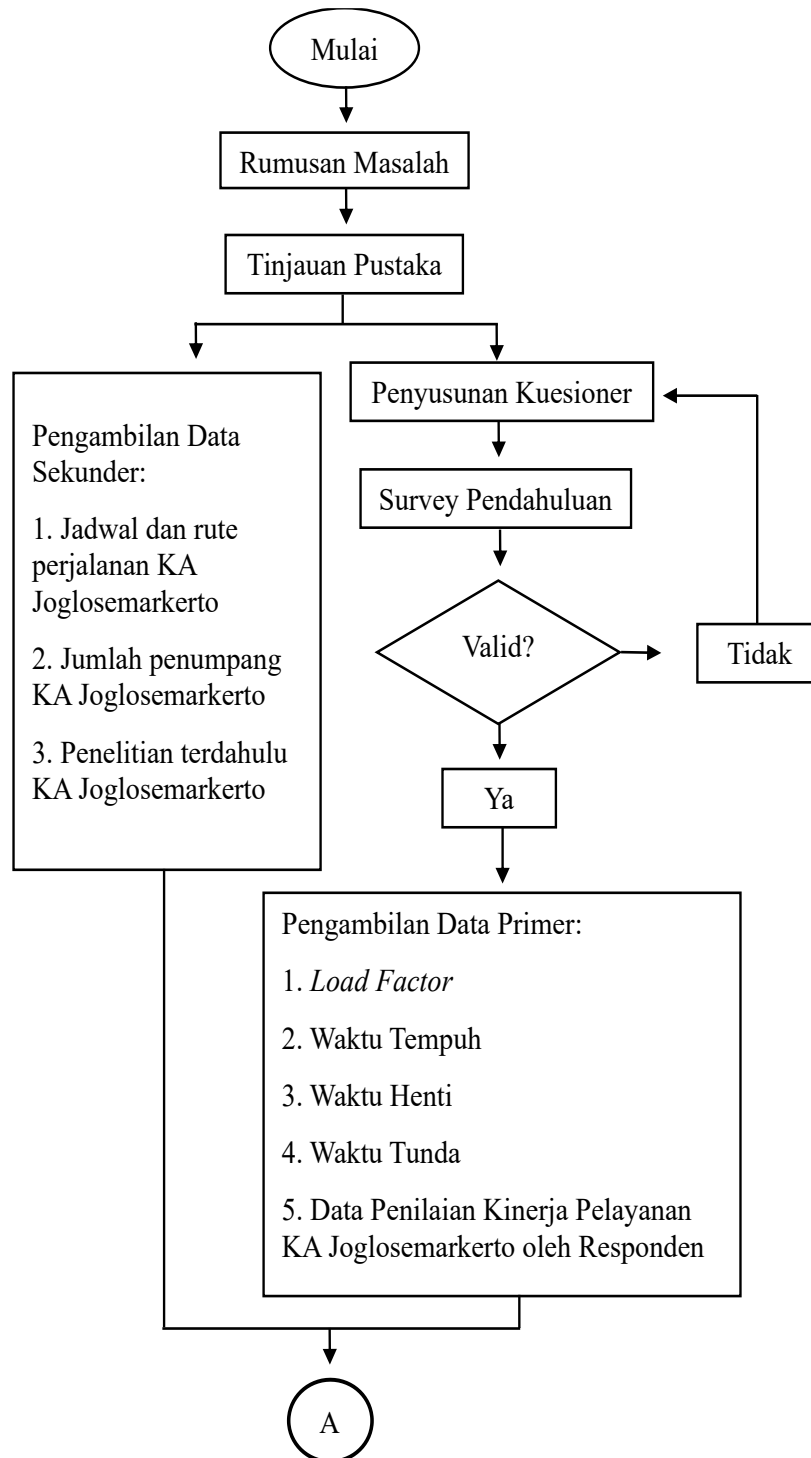 Mulai
Rumusan Masalah
Tinjauan Pustaka
Pengambilan Data
Sekunder:
1. Jadwal dan rute
perjalanan KA
Joglosemarkerto
2. Jumlah penumpang
KA Joglosemarkerto
3. Penelitian terdahulu
KA Joglosemarkerto
Penyusunan Kuesioner
Survey Pendahuluan
Valid?
Tidak
Ya
Pengambilan Data Primer:
1. Load Factor
2. Waktu Tempuh
3. Waktu Henti
4. Waktu Tunda
5. Data Penilaian Kinerja Pelayanan
KA Joglosemarkerto oleh Responden
A